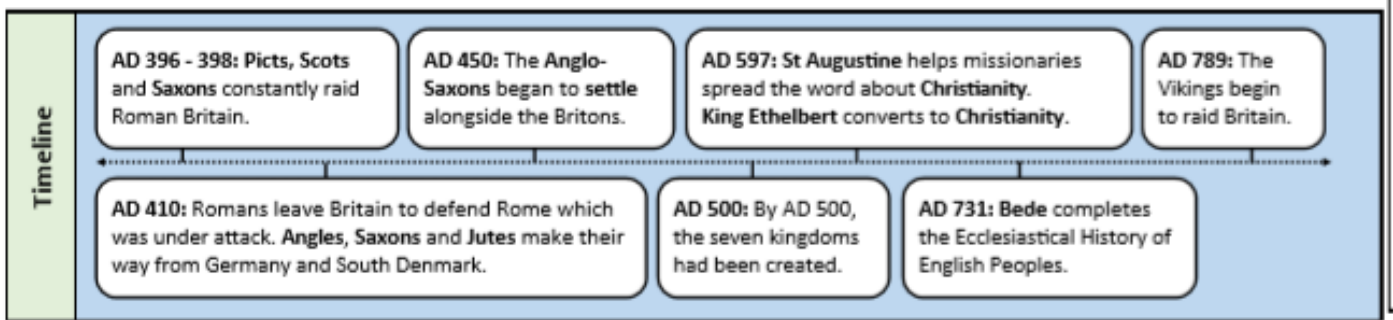 Timeline
AD 396 - 398: Picts, Scots
and Saxons constantly raid
Roman Britain.
AD 450: The Anglo-
Saxons began to settle
alongside the Britons.
AD 597: St Augustine helps missionaries
spread the word about Christianity.
King Ethelbert converts to Christianity.
AD 789: The
Vikings begin
to raid Britain.
AD 410: Romans leave Britain to defend Rome which
was under attack. Angles, Saxons and Jutes make their
way from Germany and South Denmark.
AD 500: By AD 500,
the seven kingdoms
had been created.
AD 731: Bede completes
the Ecclesiastical History of
English Peoples.